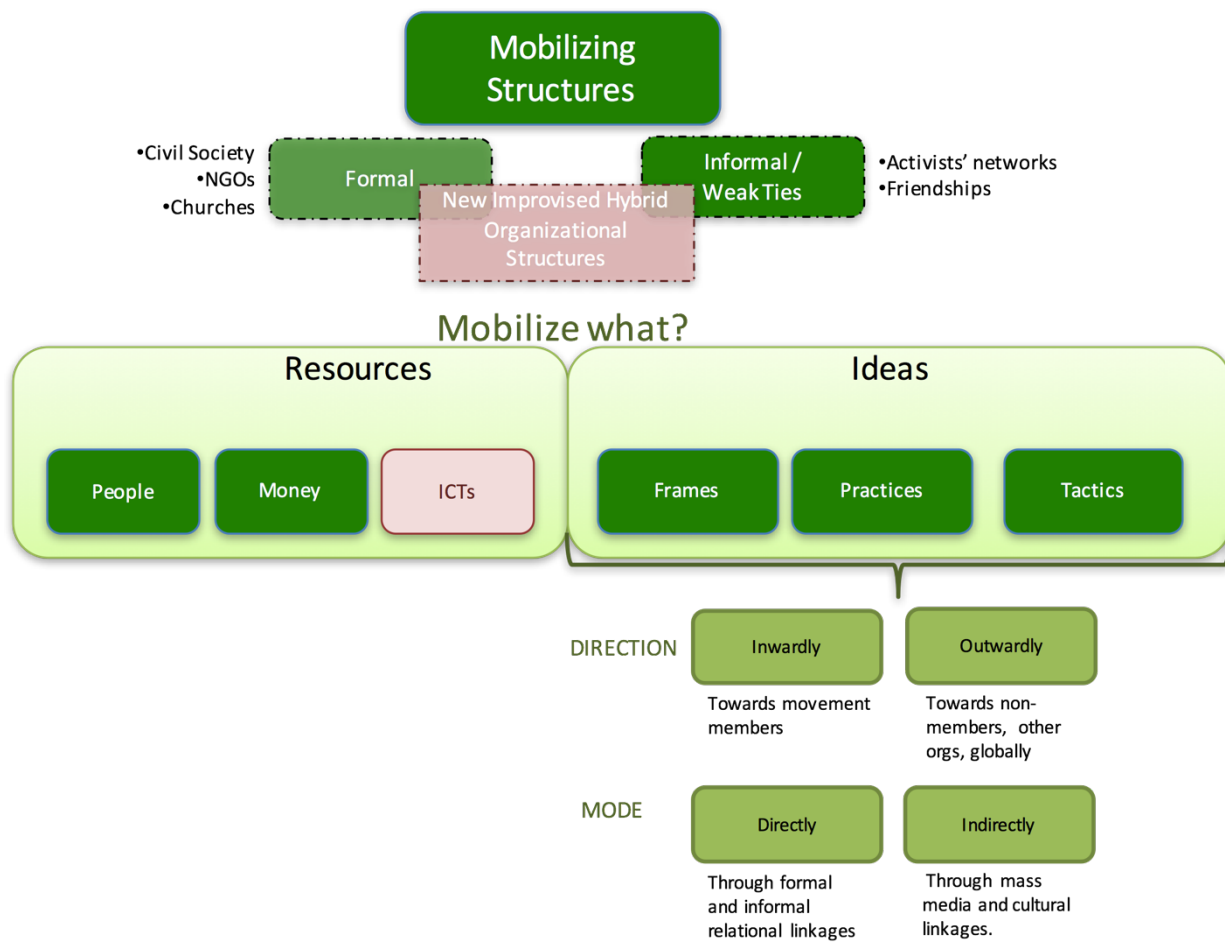 Mobilizing
Structures
•Civil Society
•NGOs
•Churches
Formal
Informal /
Weak Ties
•Activists' networks
•Friendships
New Improvised Hybrid
Organizational
Structures
Mobilize what?
Resources
Ideas
People
Money
ICTs
Frames
Practices
Tactics
DIRECTION
Inwardly
Outwardly
Towards movement
members
Towards non-
members, other
orgs, globally
MODE
Directly
Indirectly
Through formal
and informal
relational linkages
Through mass
media and cultural
linkages.